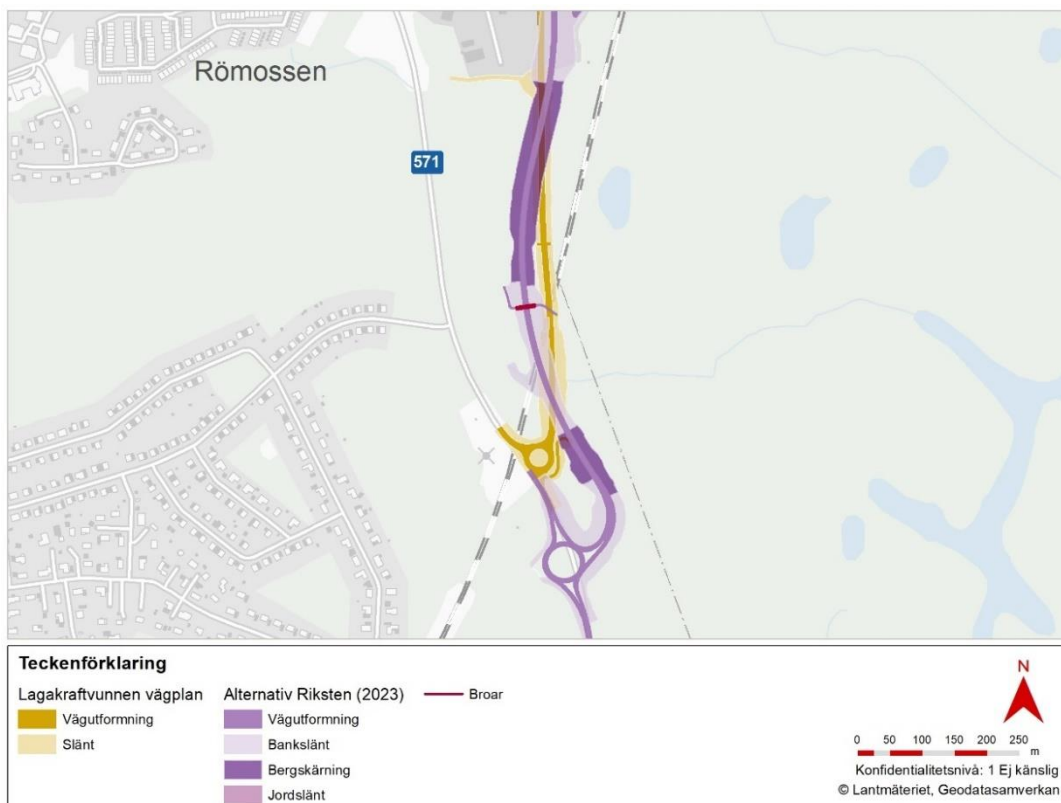 Römossen
571
Teckenförklaring
Lagakraftvunnen vägplan
Vägutformning
Slänt
Alternativ Riksten (2023)
Vägutformning
Bankslänt
Bergskärning
Jordslänt
Broar
N
0 50 100 150 200 250
m
Konfidentialitetsnivå: 1 Ej känslig
© Lantmäteriet, Geodatasamverkan